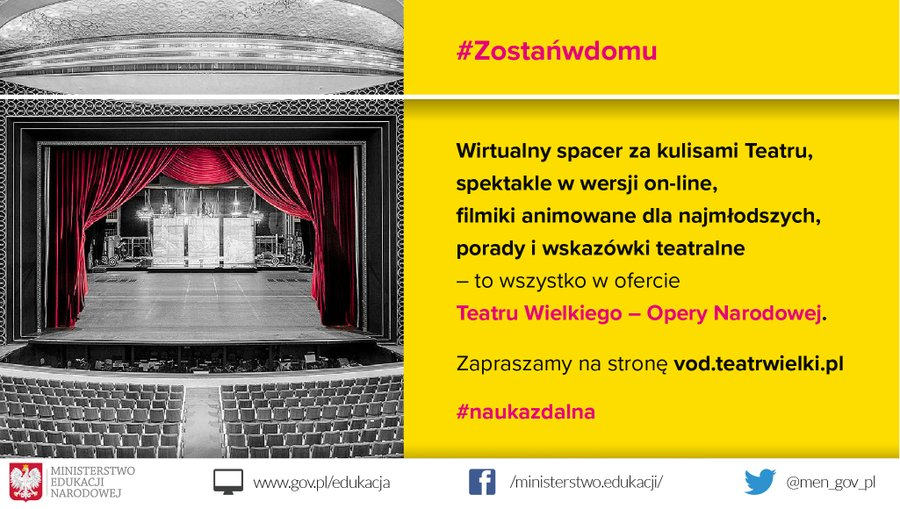 #Zostańwdomu
Wirtualny spacer za kulisami Teatru,
spektakle w wersji on-line,
filmiki animowane dla najmłodszych,
porady i wskazówki teatralne
– to wszystko w ofercie
Teatru Wielkiego – Opery Narodowej.
Zapraszamy na stronę vod.teatrwielki.pl
#naukazdalna
MINISTERSTWO
EDUKACJI
NARODOWEJ
www.gov.pl/edukacja
/ministerstwo.edukacji/
@men_gov_pl